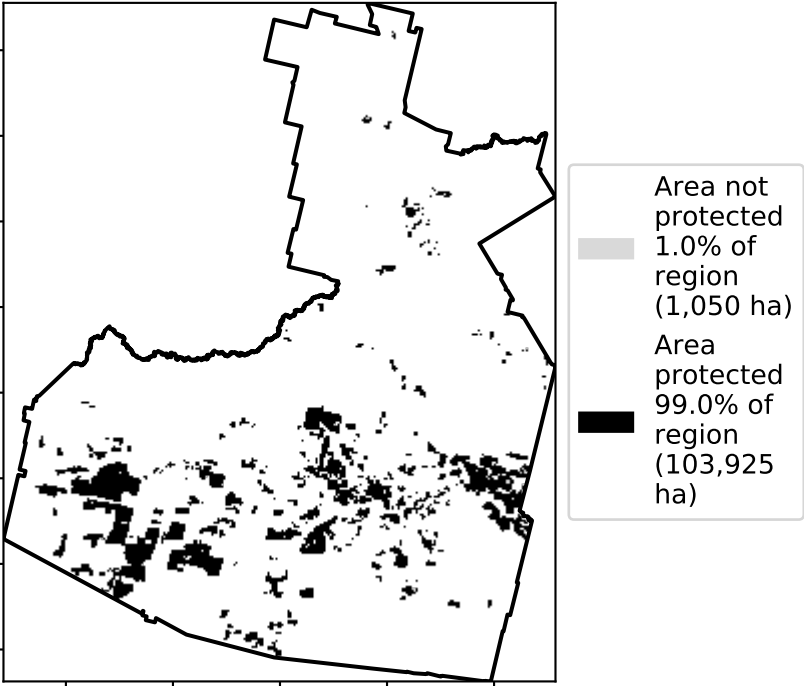 Area not
protected
1.0% of
region
(1,050 ha)
Area
protected
99.0% of
region
(103,925
ha)